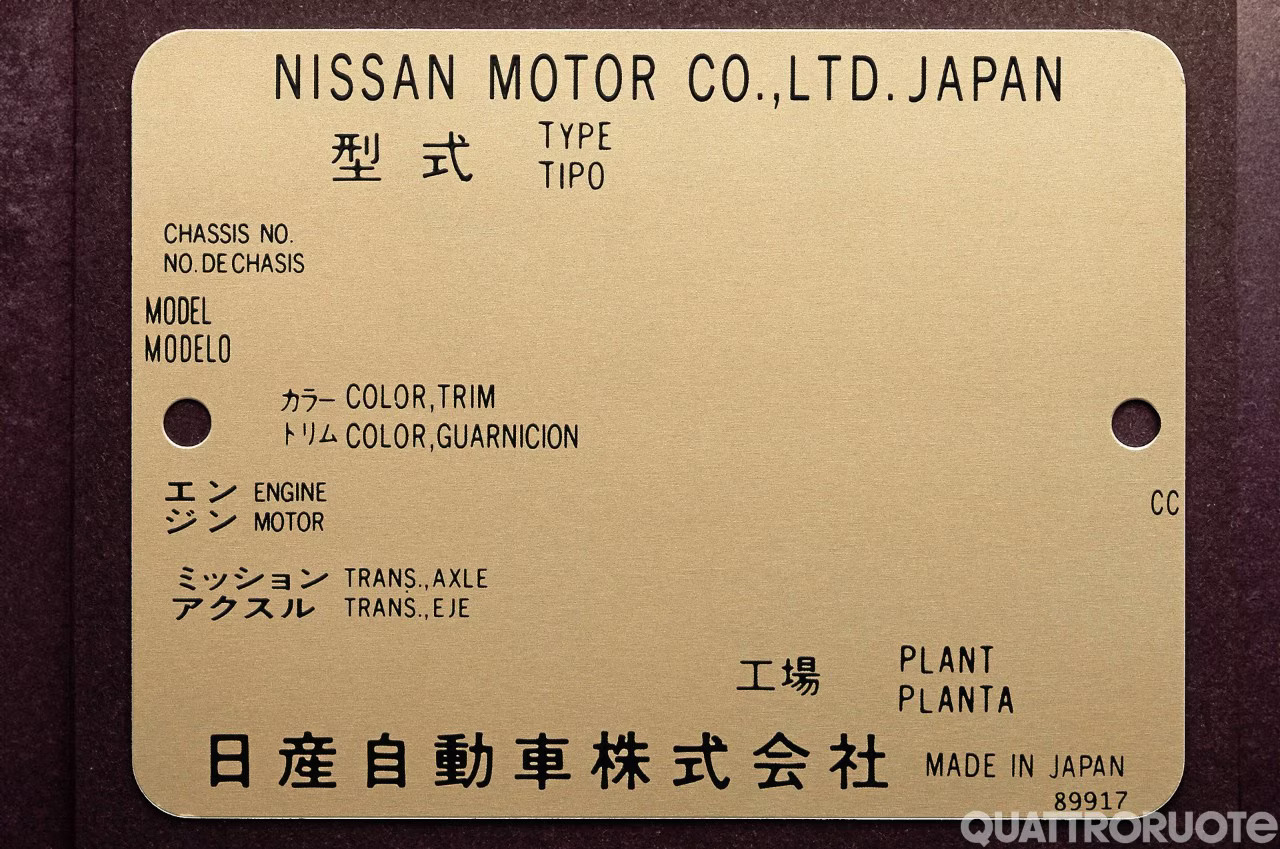 NISSAN MOTOR CO.,LTD. JAPAN
型式 TYPE
TIPO
CHASSIS NO.
NO. DE CHASIS
MODEL
MODELO
カラー COLOR,TRIM
トリム COLOR,GUARNICION
エン ENGINE
ジン MOTOR
CC
ミッション TRANS.,AXLE
アクスル TRANS.,EJE
工場 PLANT
PLANTA
日産自動車株式会社 MADE IN JAPAN
89917
QUATTRORUOTE